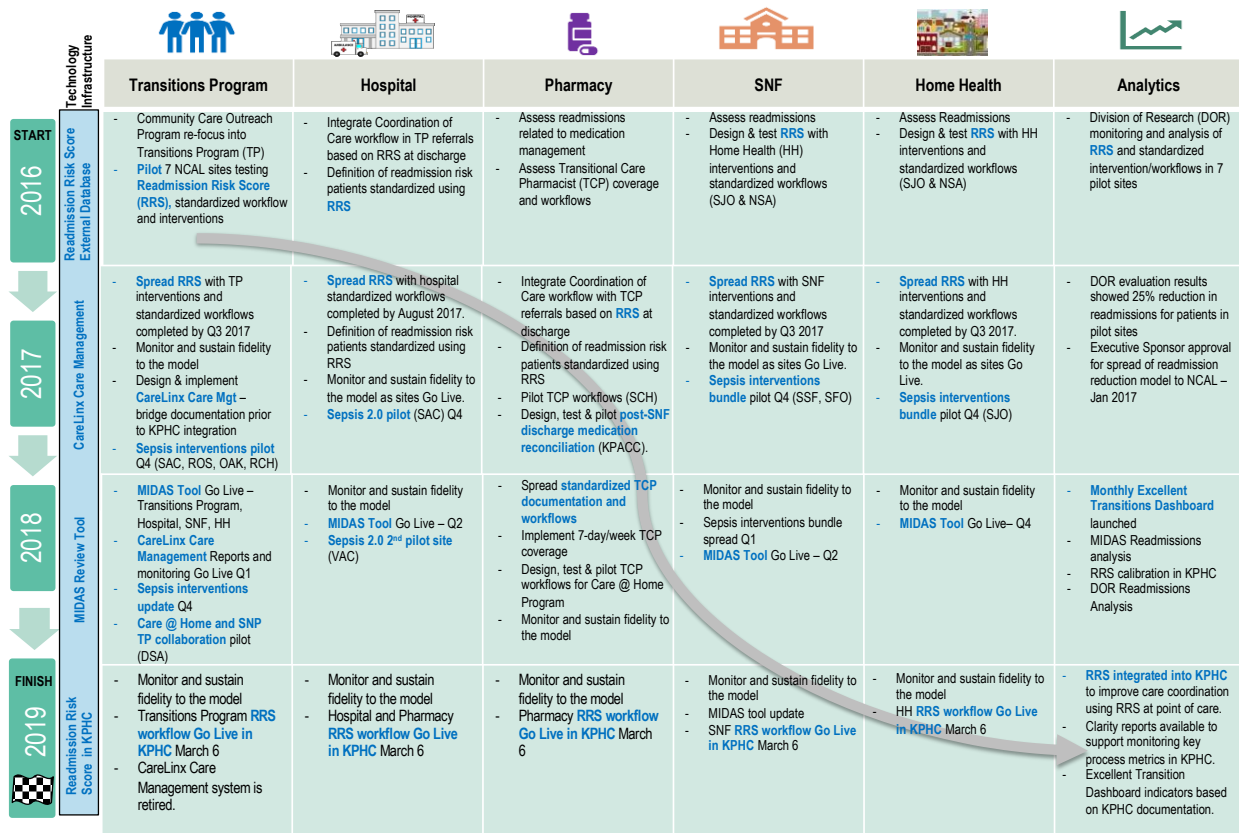 Technology
Infrastructure
AMBULANCE
Transitions Program
Hospital
Pharmacy
SNF
Home Health
Analytics
START
2016
Readmission Risk Score
External Database
- Community Care Outreach
Program re-focus into
Transitions Program (TP)
- Pilot 7 NCAL sites testing
Readmission Risk Score
(RRS), standardized workflow
and interventions
- Integrate Coordination of
Care workflow in TP referrals
based on RRS at discharge
- Definition of readmission risk
patients standardized using
RRS
- Assess readmissions
related to medication
management
- Assess Transitional Care
Pharmacist (TCP) coverage
and workflows
- Assess readmissions
- Design & test RRS with
Home Health (HH)
interventions and
standardized workflows
(SJO & NSA)
- Assess Readmissions
- Design & test RRS with HH
interventions and
standardized workflows
(SJO & NSA)
- Division of Research (DOR)
monitoring and analysis of
RRS and standardized
intervention/workflows in 7
pilot sites
2017
CareLinx Care Management
- Spread RRS with TP
interventions and
standardized workflows
completed by Q3 2017
- Monitor and sustain fidelity to
the model
- Design & implement
CareLinx Care Mgt –
bridge documentation prior
to KPHC integration
- Sepsis interventions pilot
Q4 (SAC, ROS, OAK, RCH)
- Spread RRS with hospital
standardized workflows
completed by August 2017.
- Definition of readmission risk
patients standardized using
RRS
- Monitor and sustain fidelity to
the model as sites Go Live.
- Sepsis 2.0 pilot (SAC) Q4
- Integrate Coordination of
Care workflow with TCP
referrals based on RRS at
discharge
- Definition of readmission risk
patients standardized using
RRS
- Pilot TCP workflows (SCH)
- Design, test & pilot post-SNF
discharge medication
reconciliation (KPACC).
- Spread RRS with SNF
interventions and
standardized workflows
completed by Q3 2017
- Monitor and sustain fidelity to
the model as sites Go Live.
- Sepsis interventions
bundle pilot Q4 (SSF, SFO)
- Spread RRS with HH
interventions and
standardized workflows
completed by Q3 2017.
- Monitor and sustain fidelity
to the model as sites Go
Live.
- Sepsis interventions
bundle pilot Q4 (SJO)
- DOR evaluation results
showed 25% reduction in
readmissions for patients in
pilot sites
- Executive Sponsor approval
for spread of readmission
reduction model to NCAL –
Jan 2017
2018
MIDAS Review Tool
- MIDAS Tool Go Live –
Transitions Program,
Hospital, SNF, HH
- CareLinx Care
Management Reports and
monitoring Go Live Q1
- Sepsis interventions
update Q4
- Care @ Home and SNP
TP collaboration pilot
(DSA)
- Monitor and sustain fidelity
to the model
- MIDAS Tool Go Live – Q2
- Sepsis 2.0 2nd pilot site
(VAC)
- Spread standardized TCP
documentation and
workflows
- Implement 7-day/week TCP
coverage
- Design, test & pilot TCP
workflows for Care @ Home
Program
- Monitor and sustain fidelity to
the model
- Monitor and sustain fidelity to
the model
- Sepsis interventions bundle
spread Q1
- MIDAS Tool Go Live – Q2
- Monitor and sustain fidelity to
the model
- MIDAS Tool Go Live– Q4
- Monthly Excellent
Transitions Dashboard
launched
- MIDAS Readmissions
analysis
- RRS calibration in KPHC
- DOR Readmissions
Analysis
FINISH
2019
Readmission Risk
Score in KPHC
- Monitor and sustain
fidelity to the model
- Transitions Program RRS
workflow Go Live in
KPHC March 6
- CareLinx Care
Management system is
retired.
- Monitor and sustain
fidelity to the model
- Hospital and Pharmacy
RRS workflow Go Live
in KPHC March 6
- Monitor and sustain
fidelity to the model
- Pharmacy RRS workflow
Go Live in KPHC March
6
- Monitor and sustain fidelity to
the model
- MIDAS tool update
- SNF RRS workflow Go Live
in KPHC March 6
- Monitor and sustain fidelity to
the model
- HH RRS workflow Go Live
in KPHC March 6
- RRS integrated into KPHC
to improve care coordination
using RRS at point of care.
- Clarity reports available to
support monitoring key
process metrics in KPHC.
- Excellent Transition
Dashboard indicators based
on KPHC documentation.